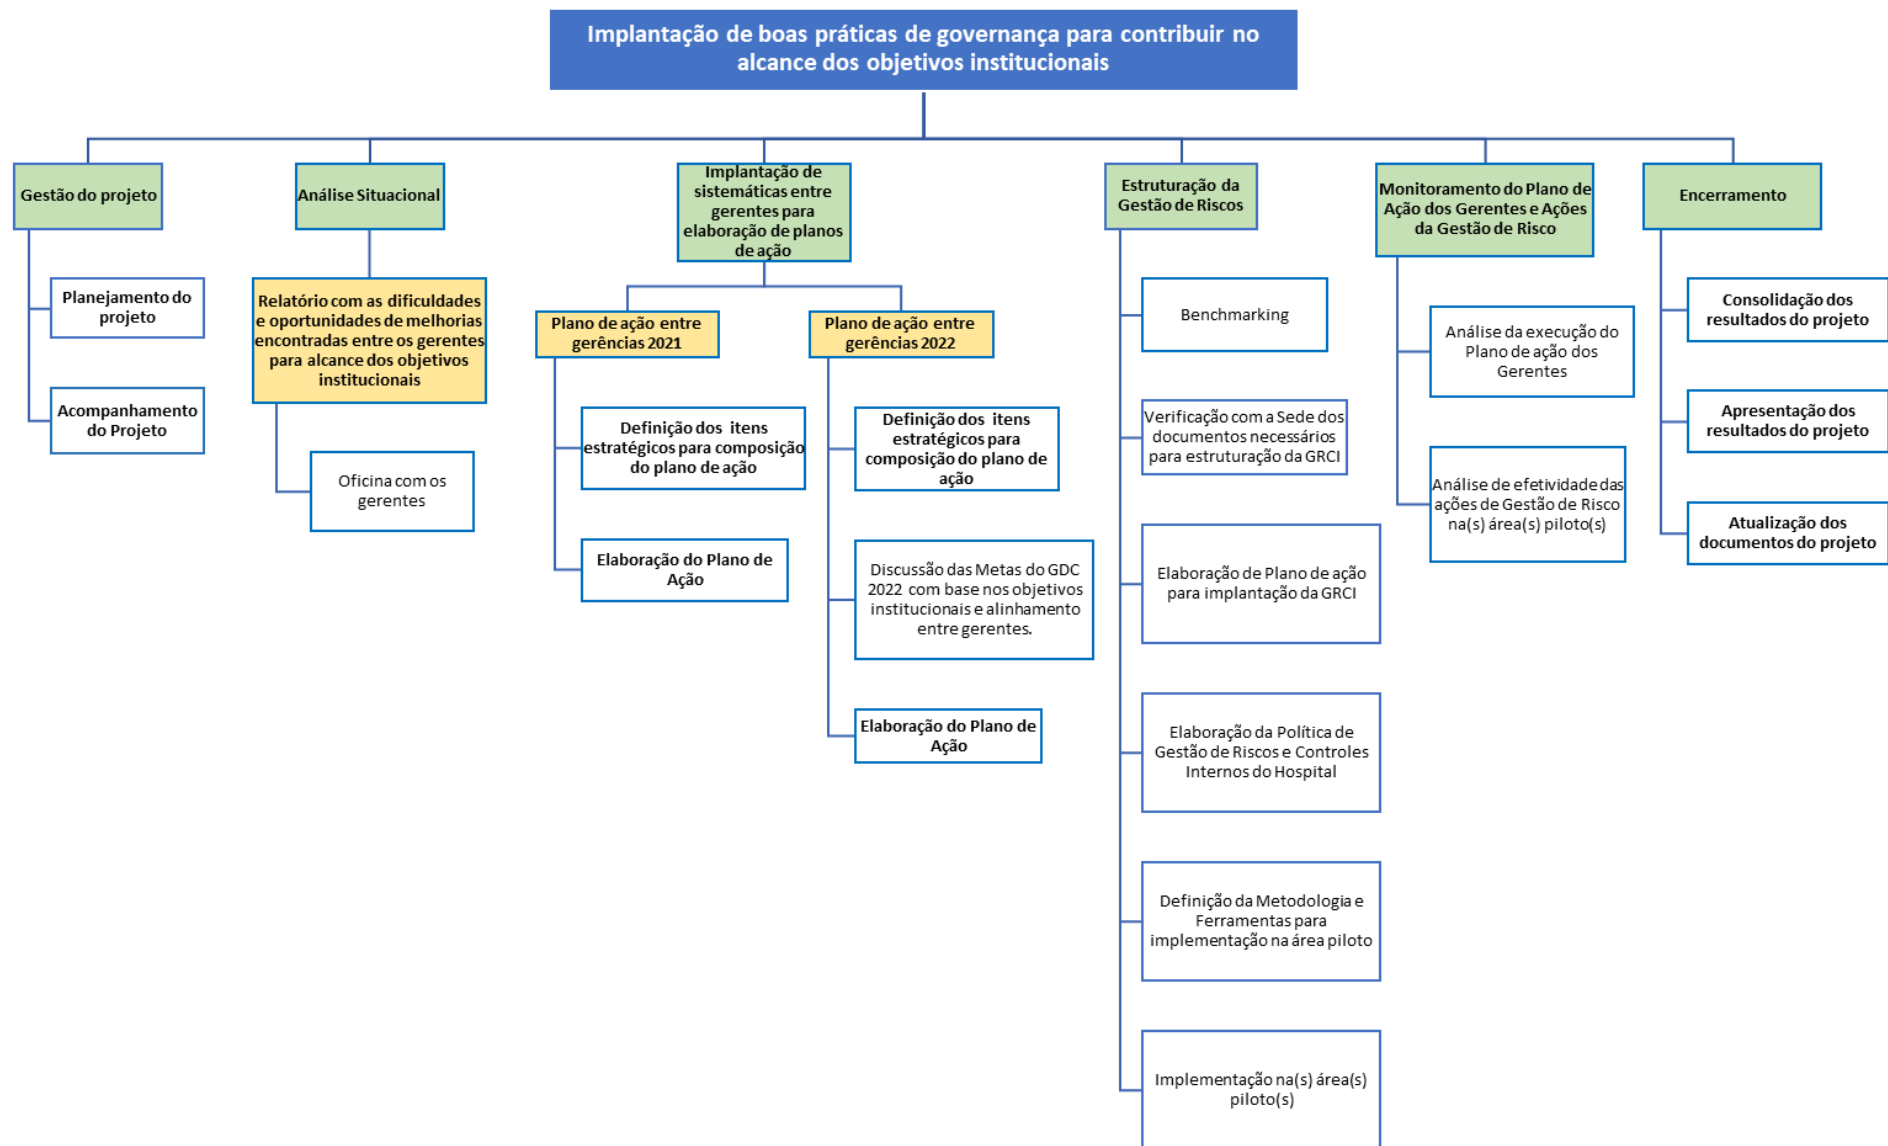 Implantação de boas práticas de governança para contribuir no
alcance dos objetivos institucionais
Gestão do projeto
Planejamento do
projeto
Acompanhamento
do Projeto
Análise Situacional
Relatório com as dificuldades
e oportunidades de melhorias
encontradas entre os gerentes
para alcance dos objetivos
institucionais
Oficina com os
gerentes
Implantação de
sistemáticas entre
gerentes para
elaboração de planos
de ação
Plano de ação entre
gerências 2021
Definição dos itens
estratégicos para composição
do plano de ação
Elaboração do Plano de
Ação
Plano de ação entre
gerências 2022
Definição dos itens
estratégicos para
composição do plano de
ação
Discussão das Metas do GDC
2022 com base nos objetivos
institucionais e alinhamento
entre gerentes.
Elaboração do Plano de
Ação
Estruturação da
Gestão de Riscos
Benchmarking
Verificação com a Sede dos
documentos necessários
para estruturação da GRCI
Elaboração de Plano de ação
para implantação da GRCI
Elaboração da Política de
Gestão de Riscos e Controles
Internos do Hospital
Definição da Metodologia e
Ferramentas para
implementação na área piloto
Implementação na(s) área(s)
piloto(s)
Monitoramento do Plano de
Ação dos Gerentes e Ações
da Gestão de Risco
Análise da execução do
Plano de ação dos
Gerentes
Análise de efetividade das
ações de Gestão de Risco
na(s) área(s) piloto(s)
Encerramento
Consolidação dos
resultados do projeto
Apresentação dos
resultados do projeto
Atualização dos
documentos do projeto